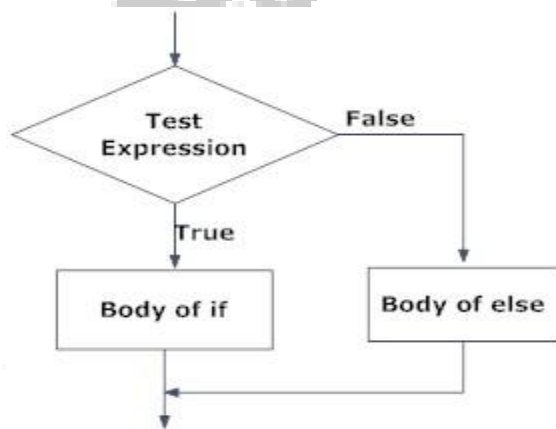 Test
Expression
False
True
Body of if
Body of else